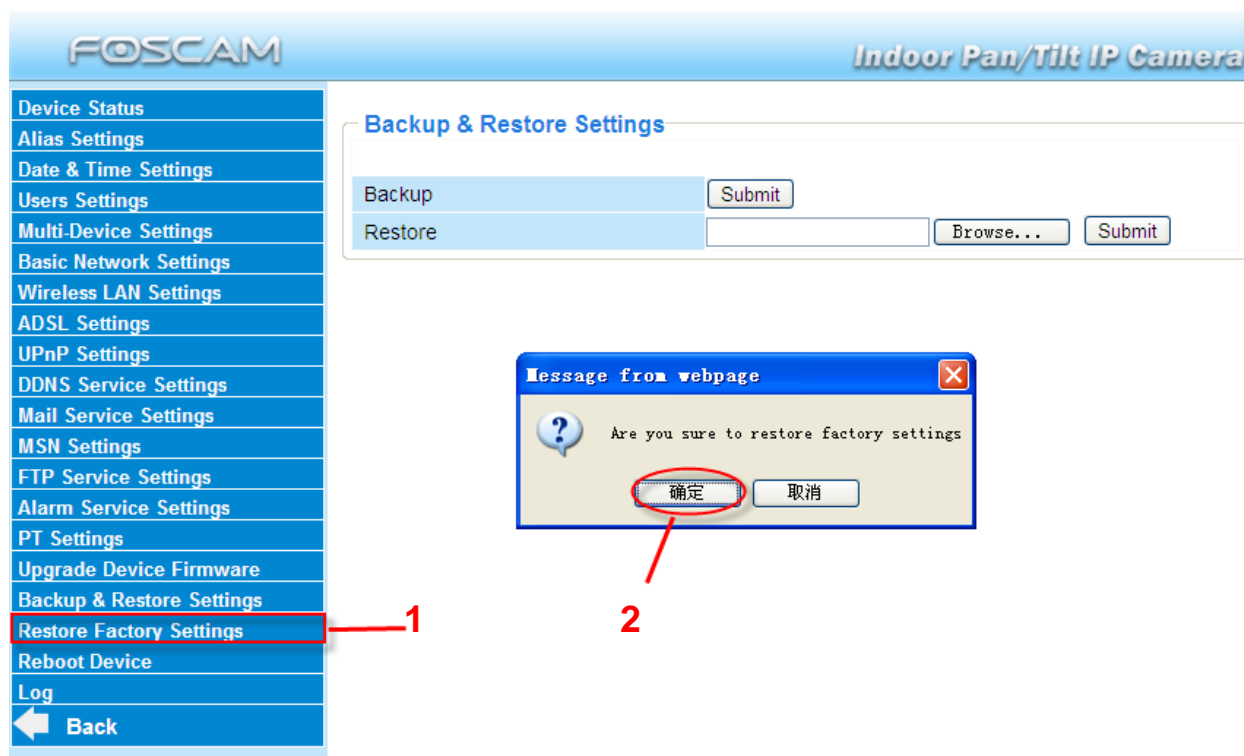 FOSCAM
Indoor Pan/Tilt IP Camera
Device Status
Alias Settings
Date & Time Settings
Users Settings
Multi-Device Settings
Basic Network Settings
Wireless LAN Settings
ADSL Settings
UPnP Settings
DDNS Service Settings
Mail Service Settings
MSN Settings
FTP Service Settings
Alarm Service Settings
PT Settings
Upgrade Device Firmware
Backup & Restore Settings
Restore Factory Settings
Reboot Device
Log
Back
Backup & Restore Settings
Backup Submit
Restore Browse... Submit
Message from webpage
Are you sure to restore factory settings
确定 取消
1
2